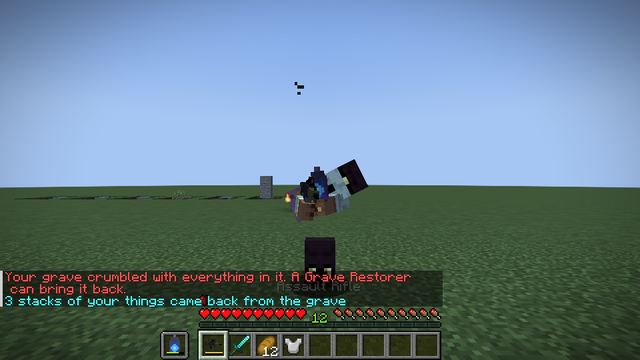 Your grave crumbled with everything in it. A Grave Restorer
can bring it back.
3 stacks of your things came back from the grave
Assault Rifle
12
12